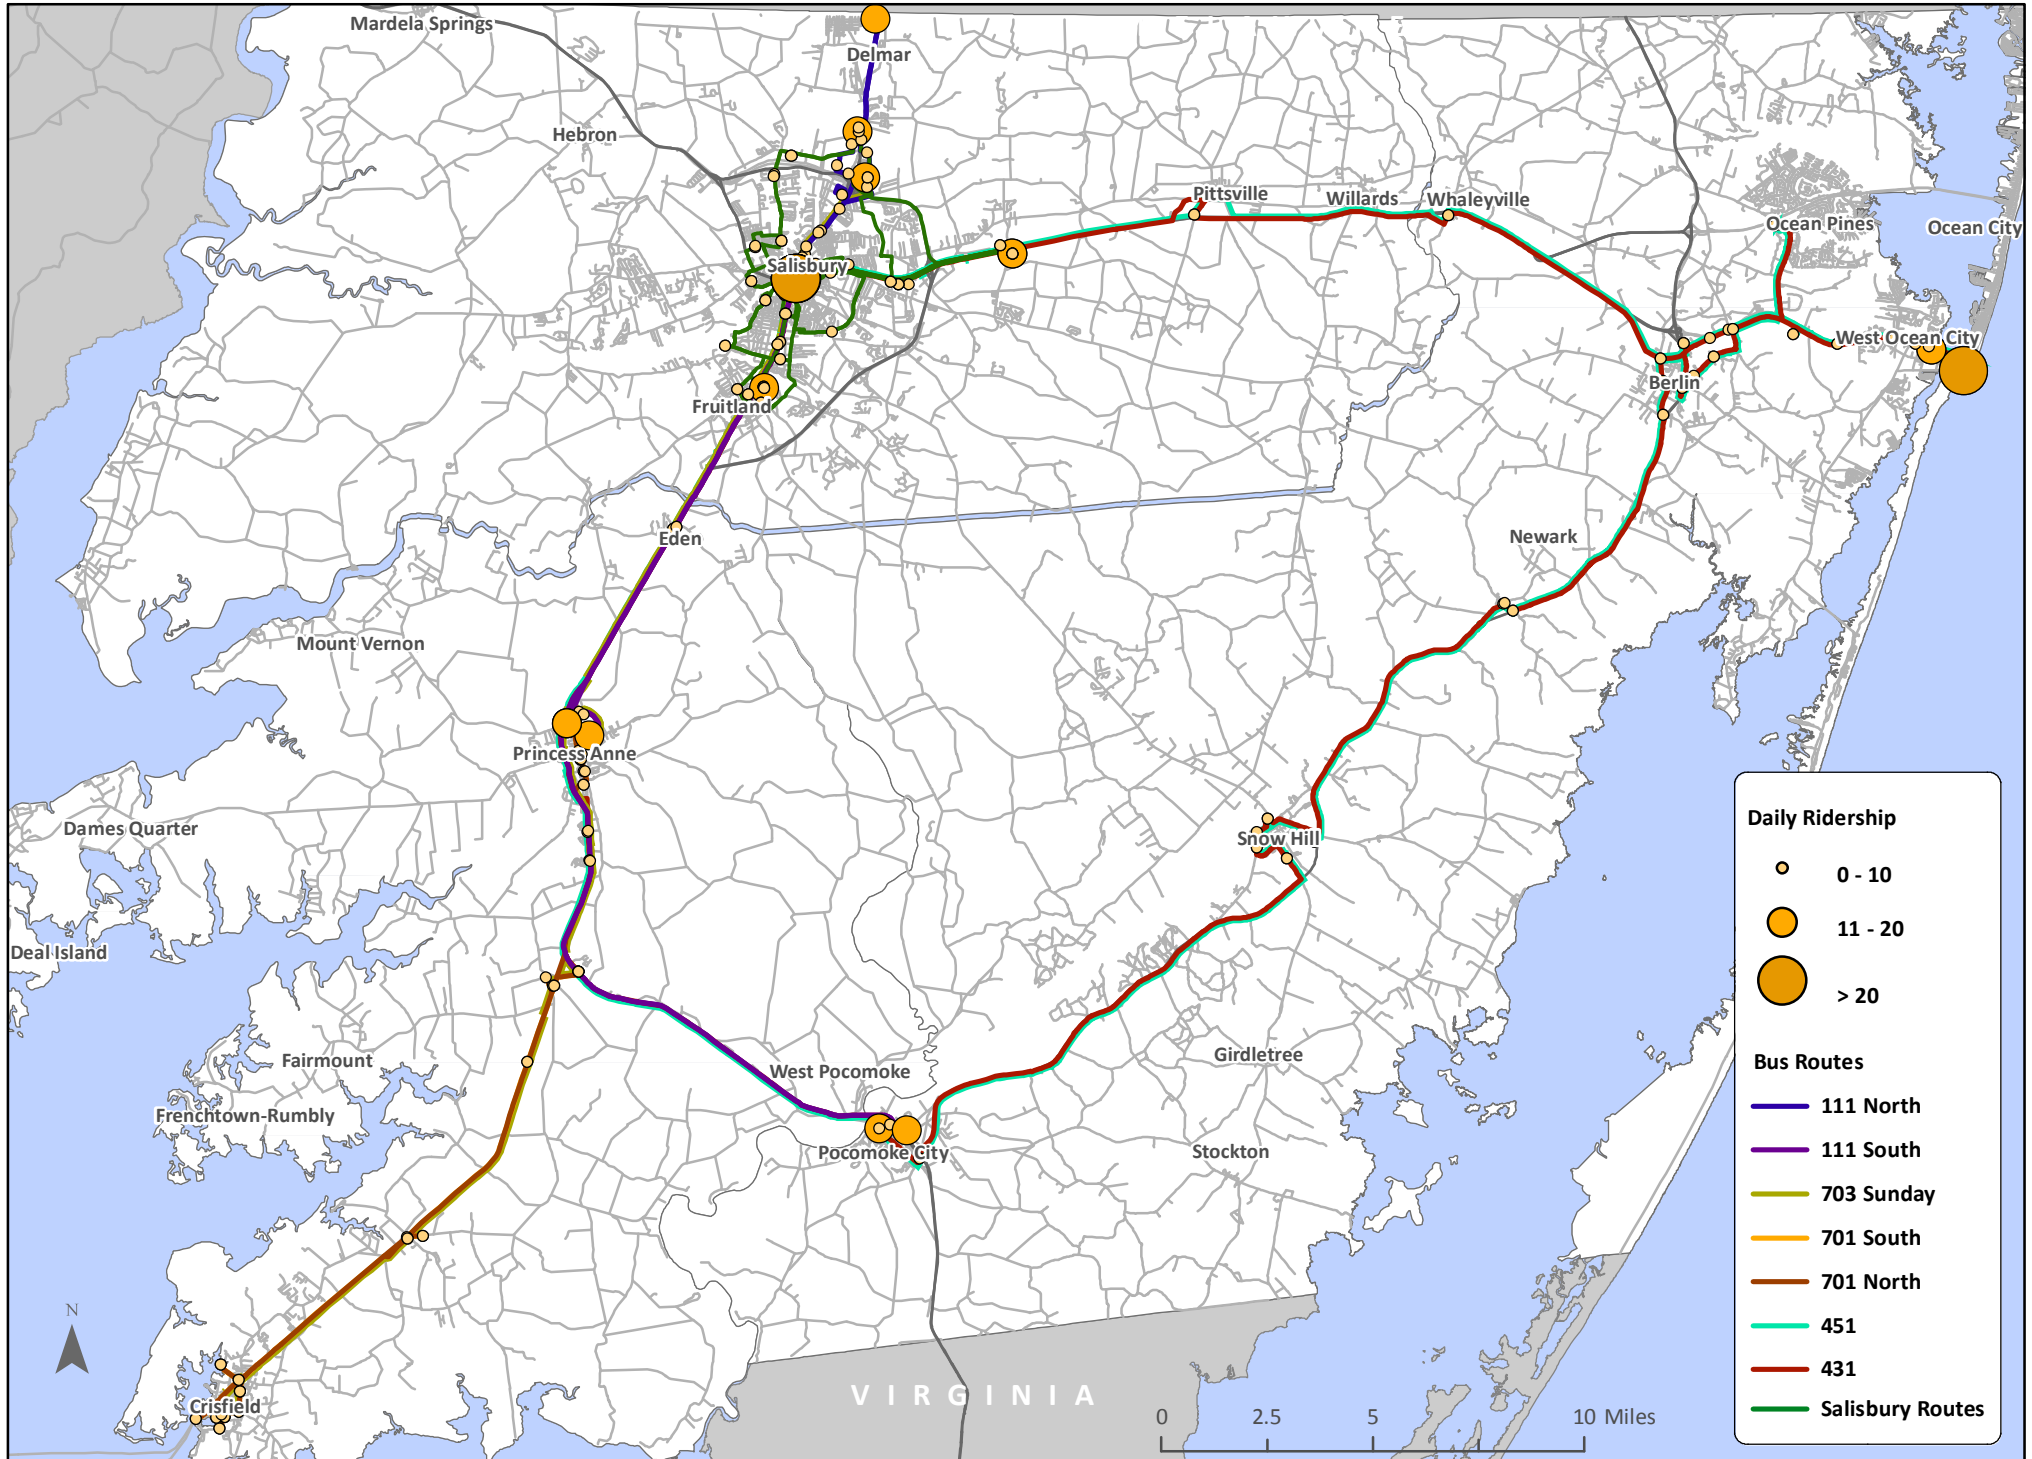 Mardela Springs
Delmar
Hebron
Pittsville
Willards
Whaleyville
Ocean Pines
Ocean City
Salisbury
West Ocean City
Berlin
Fruitland
Eden
Newark
Mount Vernon
Princess Anne
Dames Quarter
Snow Hill
Deal Island
Fairmount
West Pocomoke
Girdletree
Frenchtown-Rumbly
Pocomoke City
Stockton
Crisfield
VIRGINIA
N
0 2.5 5 10 Miles
Daily Ridership
0 - 10
11 - 20
> 20
Bus Routes
111 North
111 South
703 Sunday
701 South
701 North
451
431
Salisbury Routes